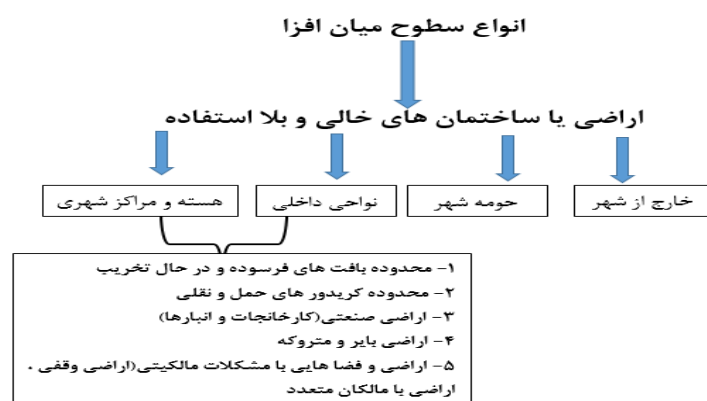 انواع سطوح میان افزا
اراضی یا ساختمان های خالی و بلا استفاده
خارج از شهر
حومه شهر
نواحی داخلی
هسته و مراکز شهری
۱- محدوده بافت های فرسوده و در حال تخریب
۲- محدوده کریدور های حمل و نقلی
۳- اراضی صنعتی(کارخانجات و انبارها)
۴- اراضی بایر و متروکه
۵- اراضی و فضا هایی با مشکلات مالکیتی(اراضی وقفی .
اراضی با مالکان متعدد